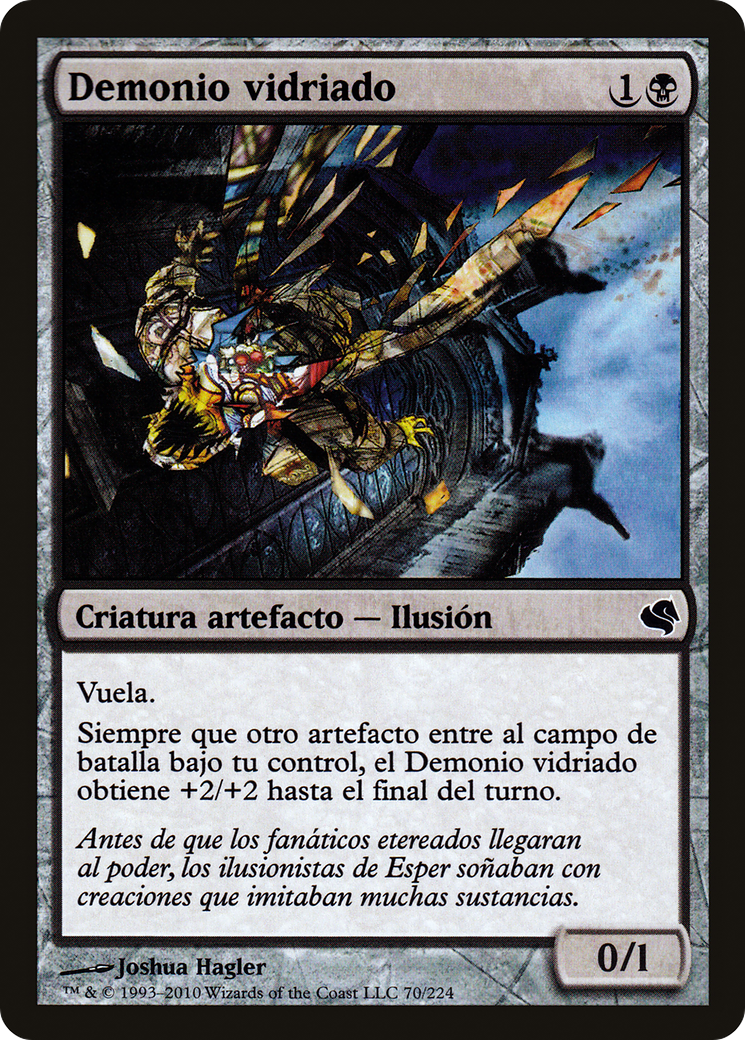 Demonio vidriado 1
Criatura artefacto — Ilusión
Vuela.
Siempre que otro artefacto entre al campo de
batalla bajo tu control, el Demonio vidriado
obtiene +2/+2 hasta el final del turno.
Antes de que los fanáticos etereados llegaran
al poder, los ilusionistas de Esper soñaban con
creaciones que imitaban muchas sustancias.
0/1
Joshua Hagler
™ & © 1993–2010 Wizards of the Coast LLC 70/224